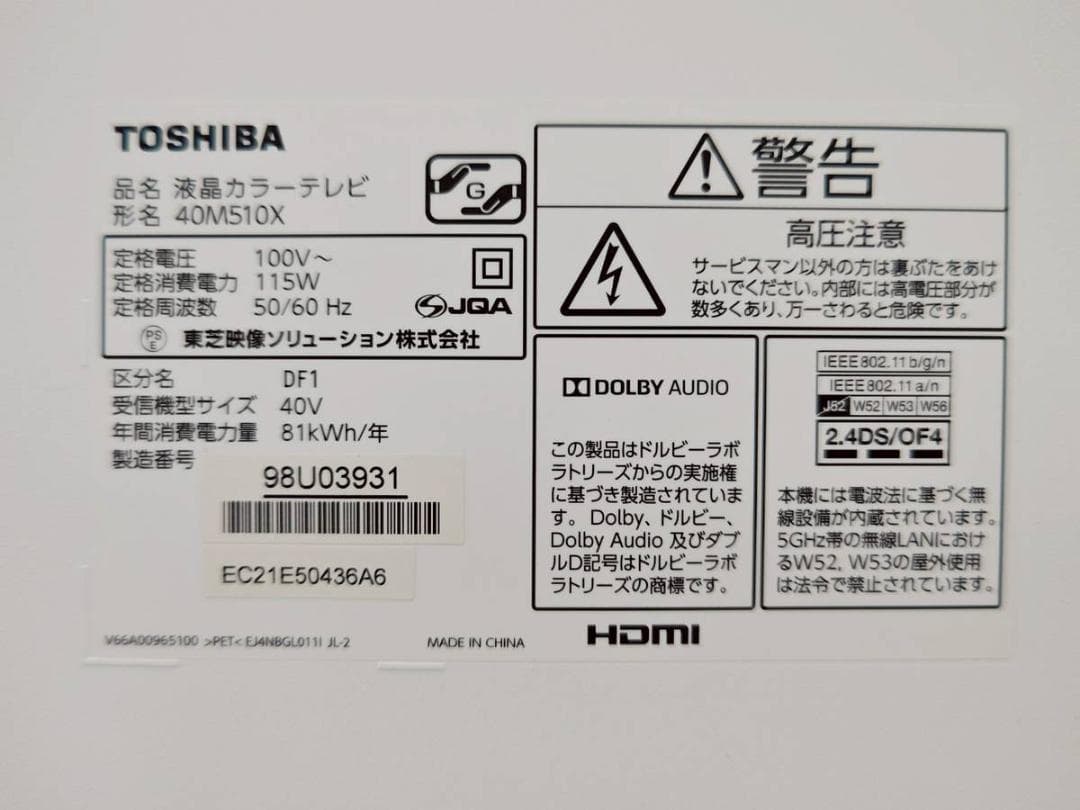 TOSHIBA
品名 液晶カラーテレビ
形名 40M510X
G
定格電圧 100V～
定格消費電力 115W
定格周波数 50/60 Hz
JQA
PS
E
東芝映像ソリューション株式会社
区分名 DF1
受信機型サイズ 40V
年間消費電力量 81kWh/年
製造番号
98U03931
EC21E50436A6
V66A00965100 >PET< EJ4NBGL011I JL-2
MADE IN CHINA
警告
高圧注意
サービスマン以外の方は裏ぶたをあけ
ないでください。内部には高電圧部分が
数多くあり、万一さわると危険です。
DOLBY AUDIO
この製品はドルビーラボ
ラトリーズからの実施権
に基づき製造されていま
す。Dolby、ドルビー、
Dolby Audio 及びダブ
ルD記号はドルビーラボ
ラトリーズの商標です。
HDMI
IEEE802.11b/g/n
IEEE802.11a/n
J52 W52 W53 W56
2.4DS/OF4
本機には電波法に基づく無
線設備が内蔵されています。
5GHz帯の無線LANにおけ
るW52, W53の屋外使用
は法令で禁止されています。